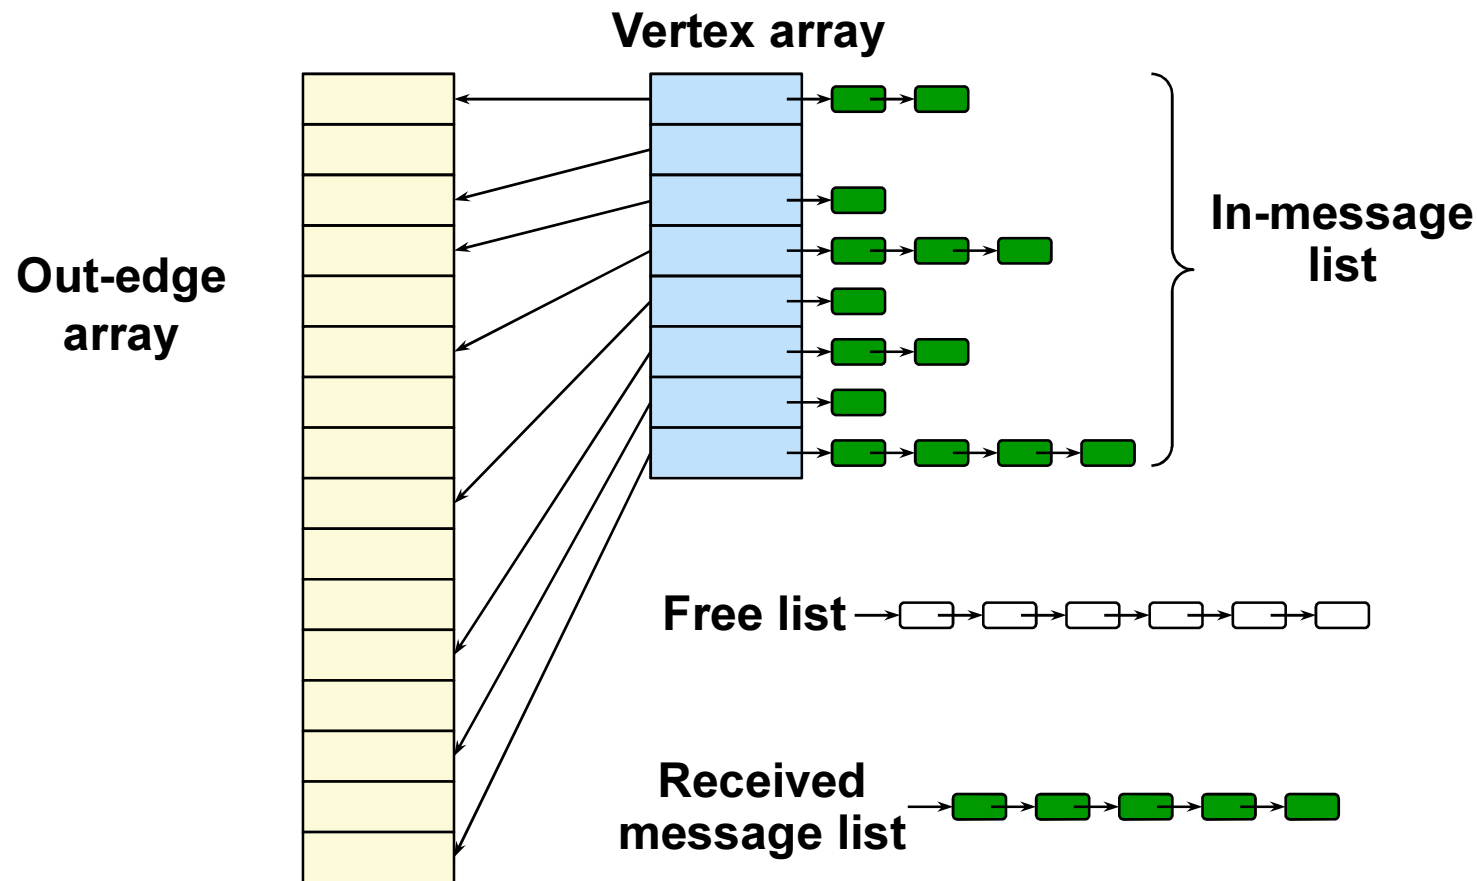 Vertex array
Out-edge
array
In-message
list
Free list
Received
message list